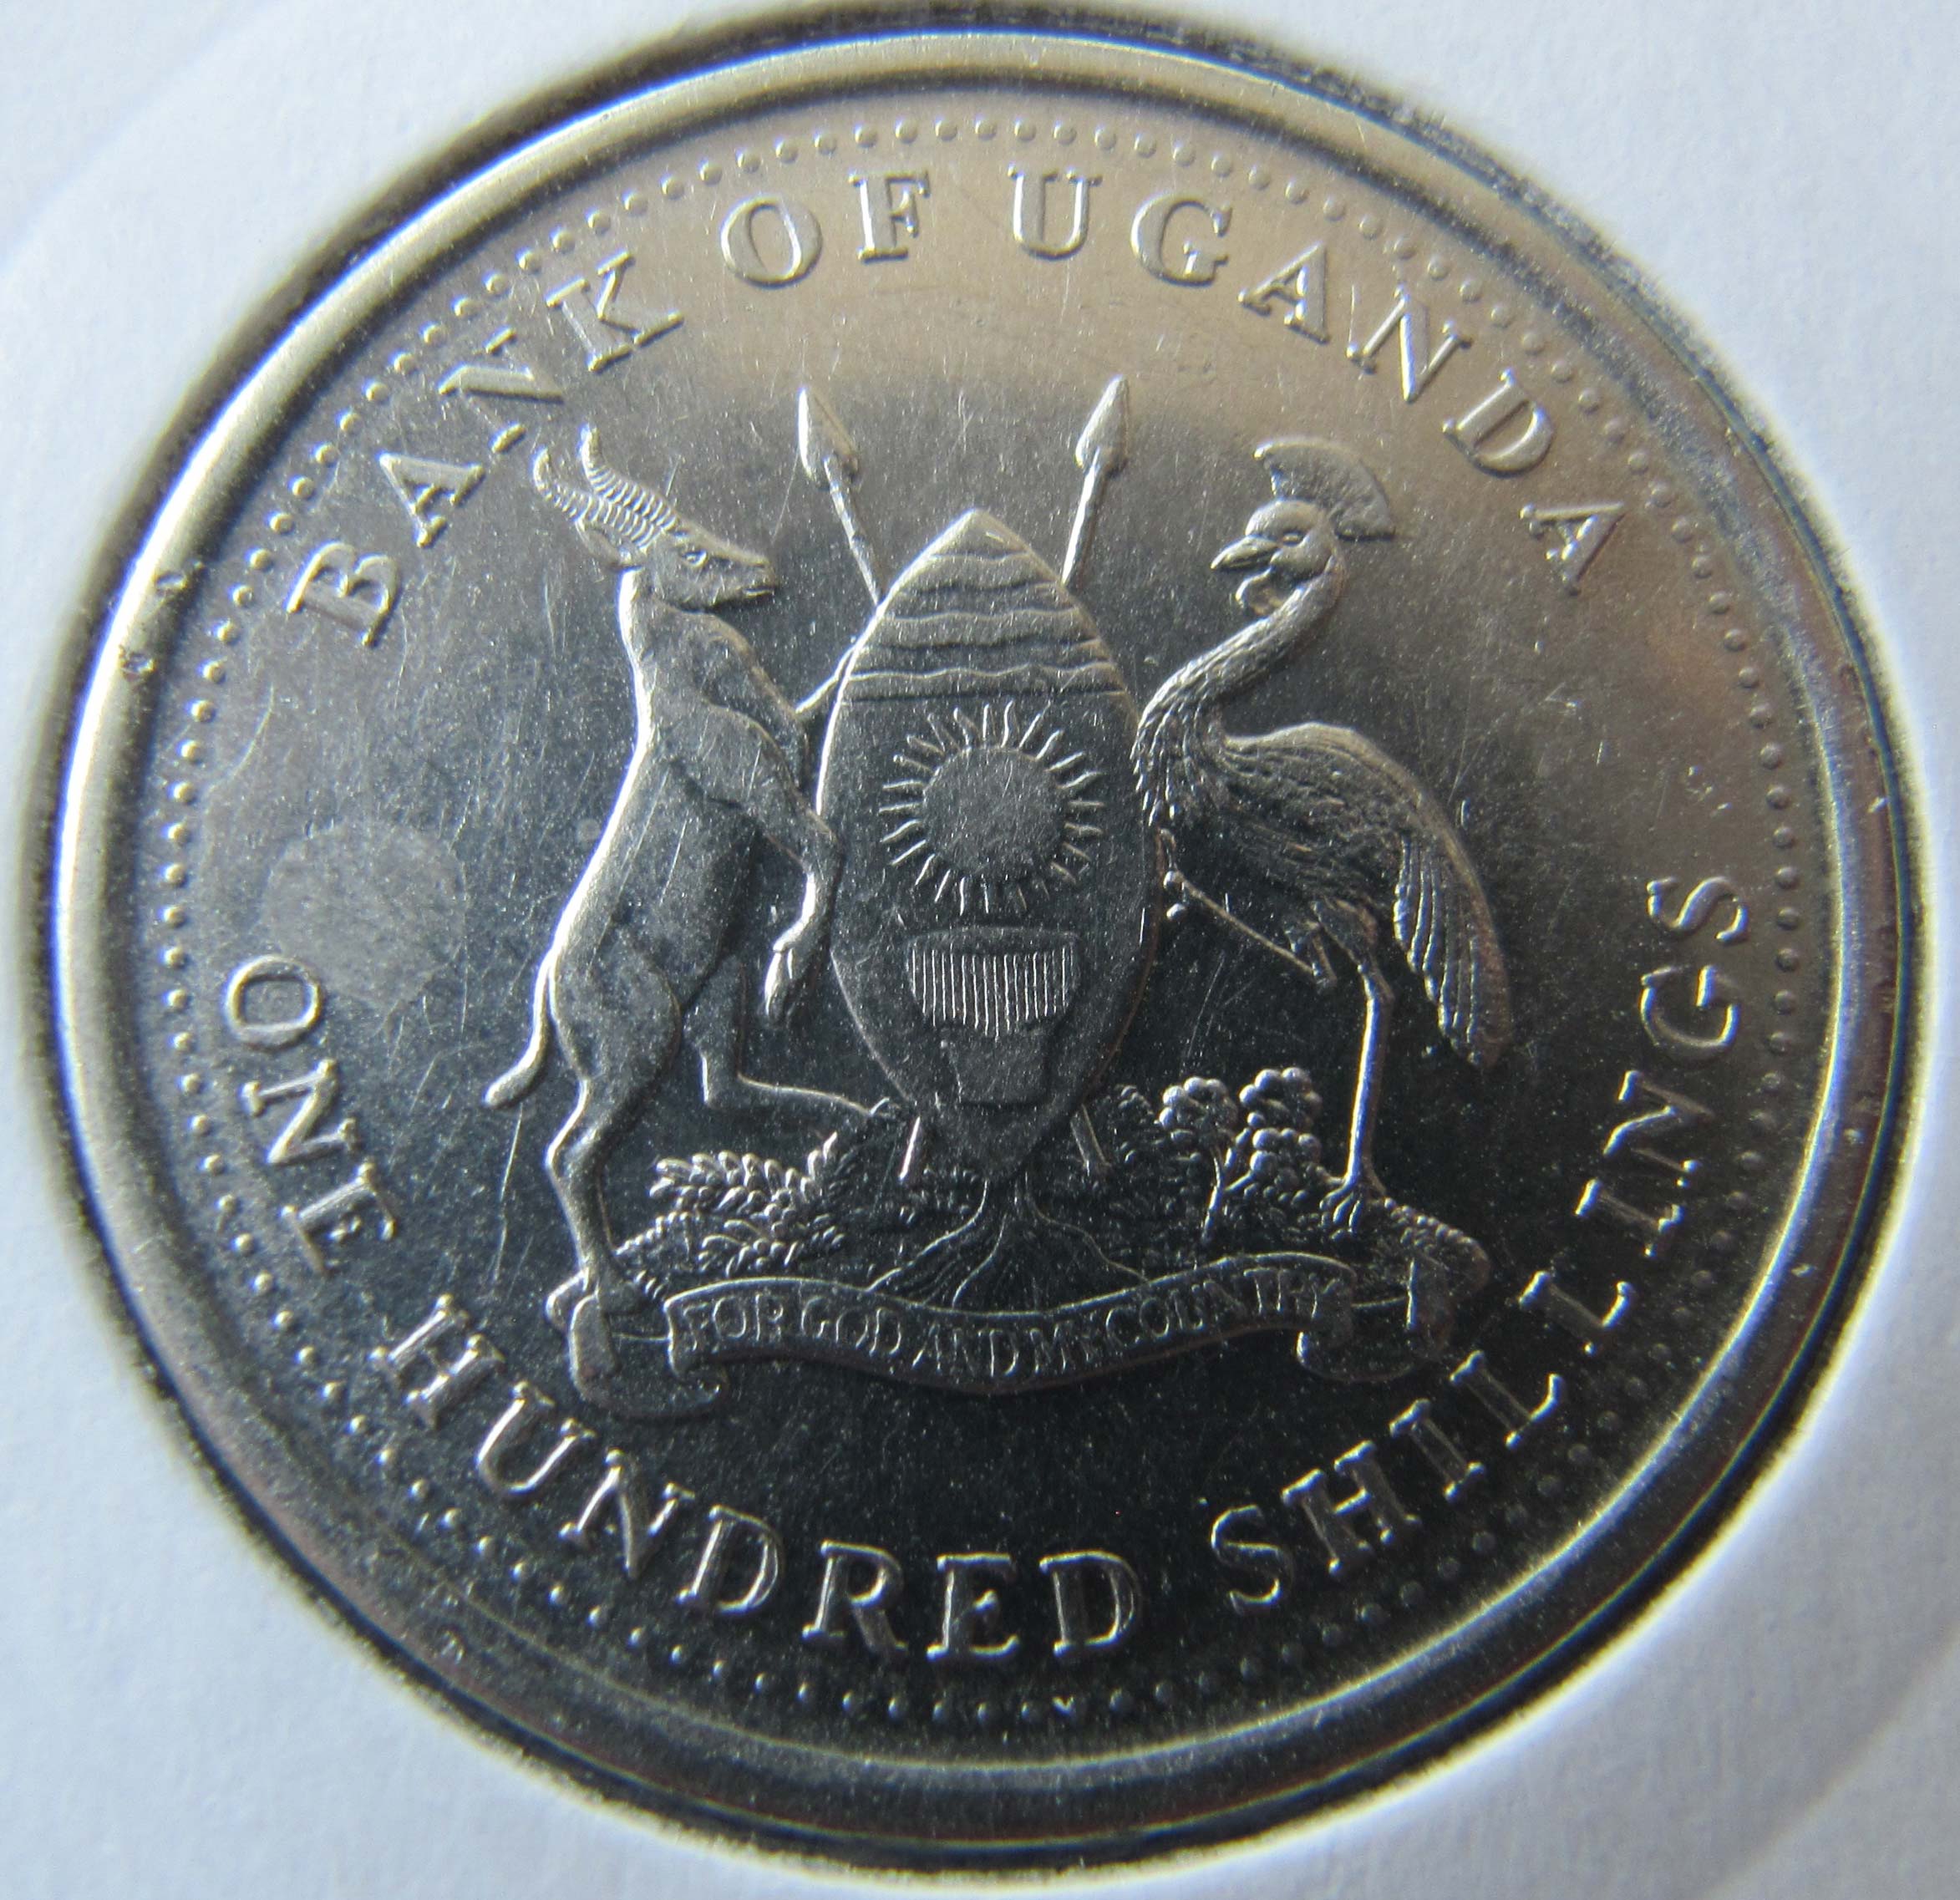 BANK OF UGANDA
FOR GOD AND MY COUNTRY
ONE HUNDRED SHILLINGS